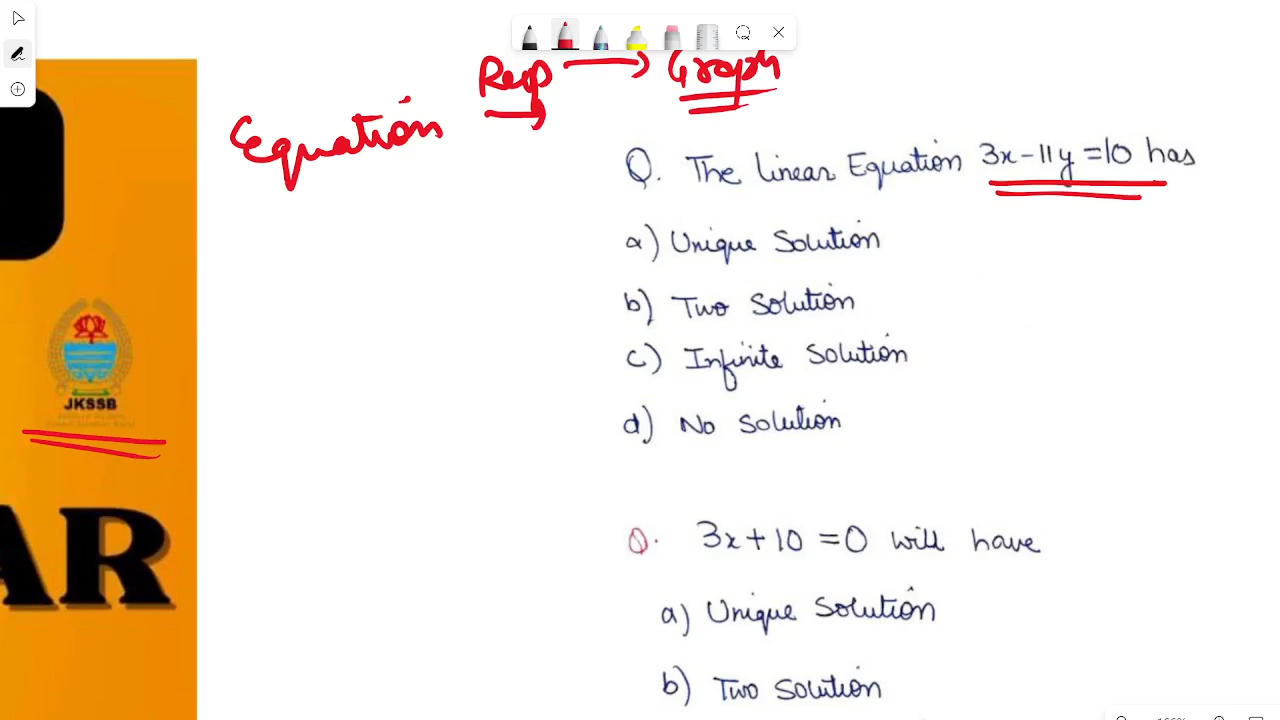 Rep → Graph
Equation
Q. The Linear Equation 3x-11y=10 has
a) Unique Solution
b) Two Solution
c) Infinite Solution
d) No Solution
JKSSB
AR
Q. 3x+10=0 will have
a) Unique Solution
b) Two Solution